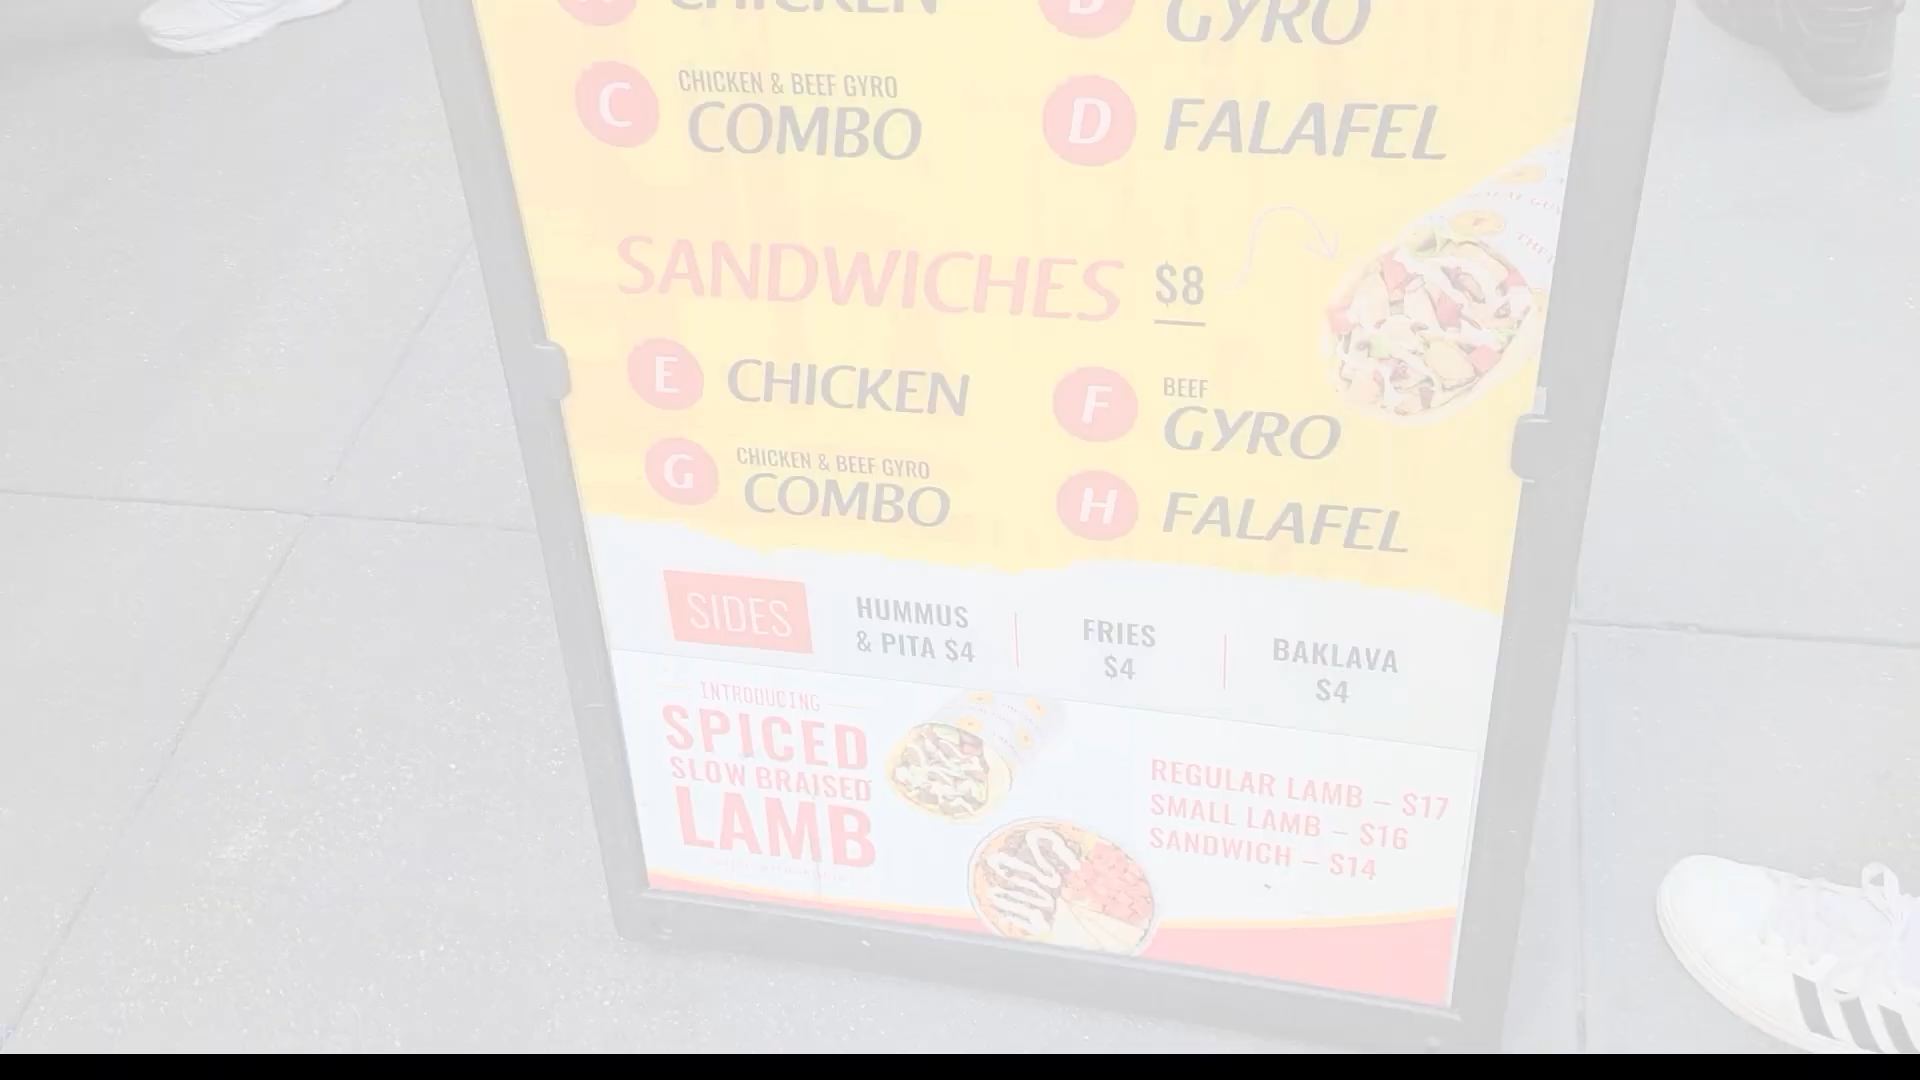 A CHICKEN
B GYRO
C CHICKEN & BEEF GYRO
COMBO
D FALAFEL
SANDWICHES $8
E CHICKEN
F BEEF
GYRO
G CHICKEN & BEEF GYRO
COMBO
H FALAFEL
SIDES
HUMMUS
& PITA $4
FRIES
$4
BAKLAVA
$4
INTRODUCING
SPICED
SLOW BRAISED
LAMB
REGULAR LAMB – $17
SMALL LAMB – $16
SANDWICH – $14